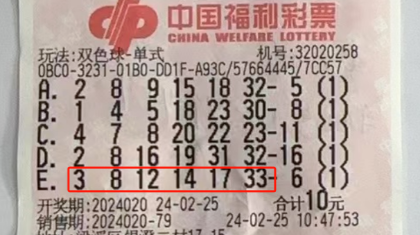 中国福利彩票
CHINA WELFARE LOTTERY
玩法:双色球-单式 机号:32020258
0BC0-3231-01B0-DD1F-A93C/57664445/7CC57
A. 2 8 9 15 18 32- 5 (1)
B. 1 4 5 18 23 30- 8 (1)
C. 4 7 8 20 22 23-11 (1)
D. 2 8 16 19 31 32-16 (1)
E. 3 8 12 14 17 33- 6 (1)
开奖期:2024020 24-02-25 合计10元
销售期:2024020-79 24-02-25 10:47:53